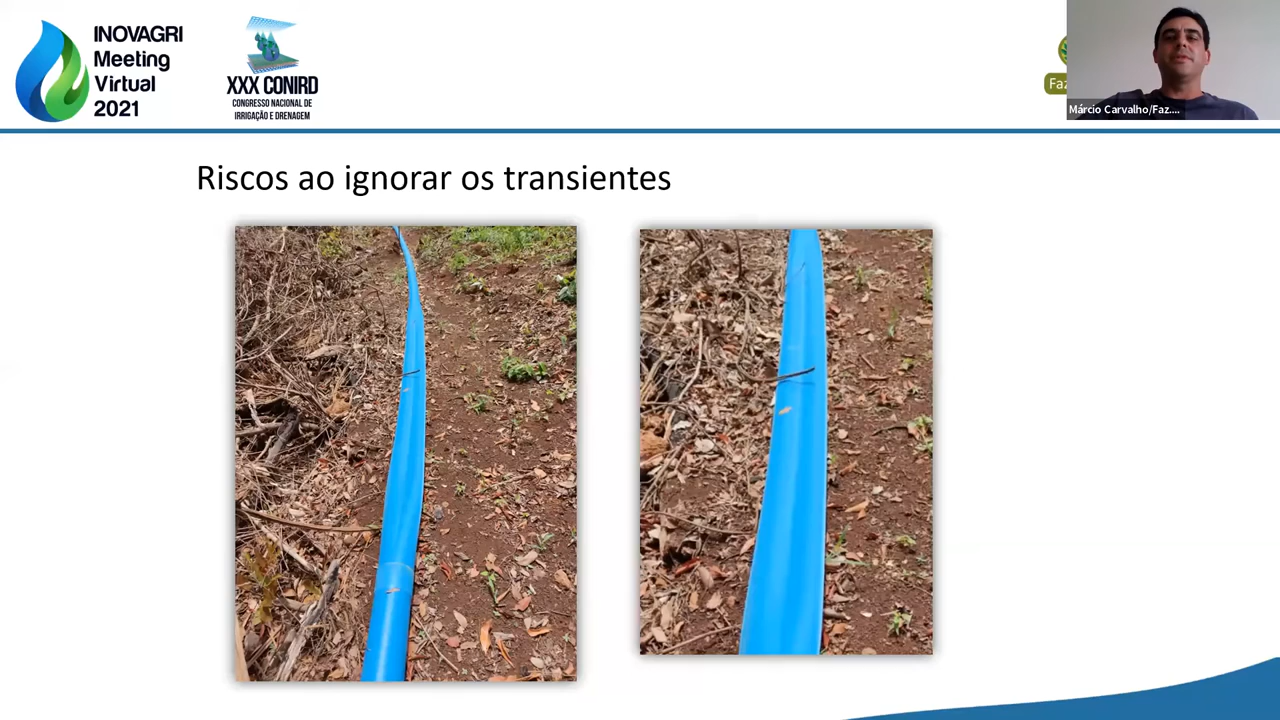 INOVAGRI
Meeting
Virtual
2021
XXX CONIRD
CONGRESSO NACIONAL DE
IRRIGAÇÃO E DRENAGEM
Faz
Márcio Carvalho/Faz....
Riscos ao ignorar os transientes